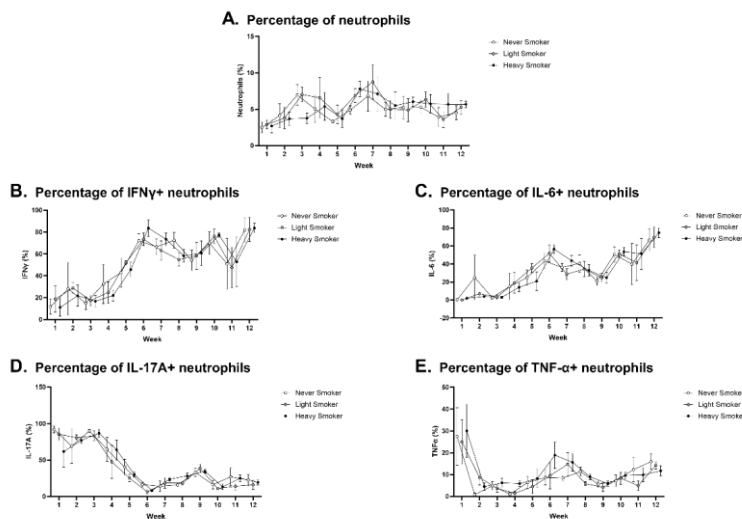 A. Percentage of neutrophils
Neutrophils (%)
15
10
5
0
1 2 3 4 5 6 7 8 9 10 11 12
Week
Never Smoker
Light Smoker
Heavy Smoker
B. Percentage of IFNγ+ neutrophils
IFNγ (%)
100
80
60
40
20
0
1 2 3 4 5 6 7 8 9 10 11 12
Week
Never Smoker
Light Smoker
Heavy Smoker
C. Percentage of IL-6+ neutrophils
IL-6 (%)
100
80
60
40
20
0
-20
1 2 3 4 5 6 7 8 9 10 11 12
Week
Never Smoker
Light Smoker
Heavy Smoker
D. Percentage of IL-17A+ neutrophils
IL-17A (%)
150
100
50
0
1 2 3 4 5 6 7 8 9 10 11 12
Week
Never Smoker
Light Smoker
Heavy Smoker
E. Percentage of TNF-α+ neutrophils
TNFα (%)
50
40
30
20
10
0
1 2 3 4 5 6 7 8 9 10 11 12
Week
Never Smoker
Light Smoker
Heavy Smoker